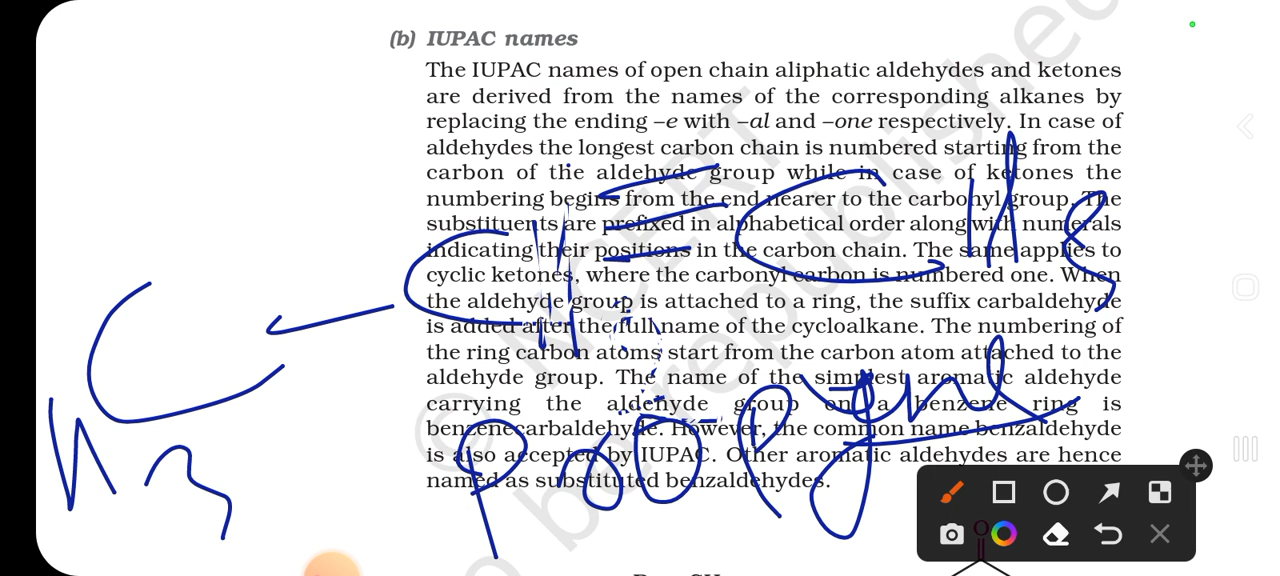 (b) IUPAC names
The IUPAC names of open chain aliphatic aldehydes and ketones
are derived from the names of the corresponding alkanes by
replacing the ending –e with –al and –one respectively. In case of
aldehydes the longest carbon chain is numbered starting from the
carbon of the aldehyde group while in case of ketones the
numbering begins from the end nearer to the carbonyl group. The
substituents are prefixed in alphabetical order along with numerals
indicating their positions in the carbon chain. The same applies to
cyclic ketones, where the carbonyl carbon is numbered one. When
the aldehyde group is attached to a ring, the suffix carbaldehyde
is added after the full name of the cycloalkane. The numbering of
the ring carbon atoms start from the carbon atom attached to the
aldehyde group. The name of the simplest aromatic aldehyde
carrying the aldehyde group on a benzene ring is
benzenecarbaldehyde. However, the common name benzaldehyde
is also accepted by IUPAC. Other aromatic aldehydes are hence
named as substituted benzaldehydes.
© NCERT
be republished
O